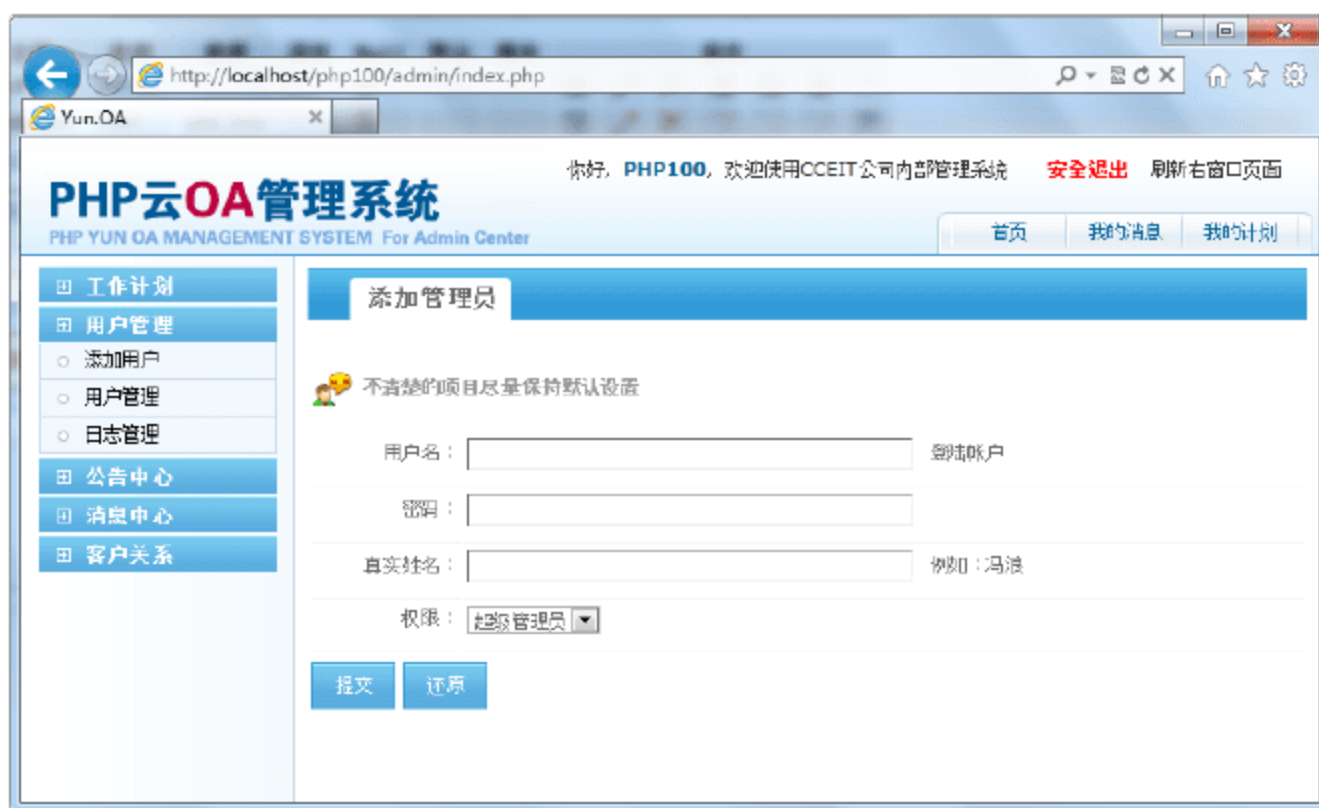 http://localhost/php100/admin/index.php
Yun.OA
你好, PHP100, 欢迎使用CCEIT公司内部管理系统 安全退出 刷新右窗口页面
PHP云OA管理系统
PHP YUN OA MANAGEMENT SYSTEM For Admin Center
首页 我的消息 我的计划
工作计划
用户管理
添加用户
用户管理
日志管理
公告中心
消息中心
客户关系
添加管理员
不清楚的项目尽量保持默认设置
用户名： 登陆帐户
密码：
真实姓名： 例如：冯浪
权限： 超级管理员
提交 还原